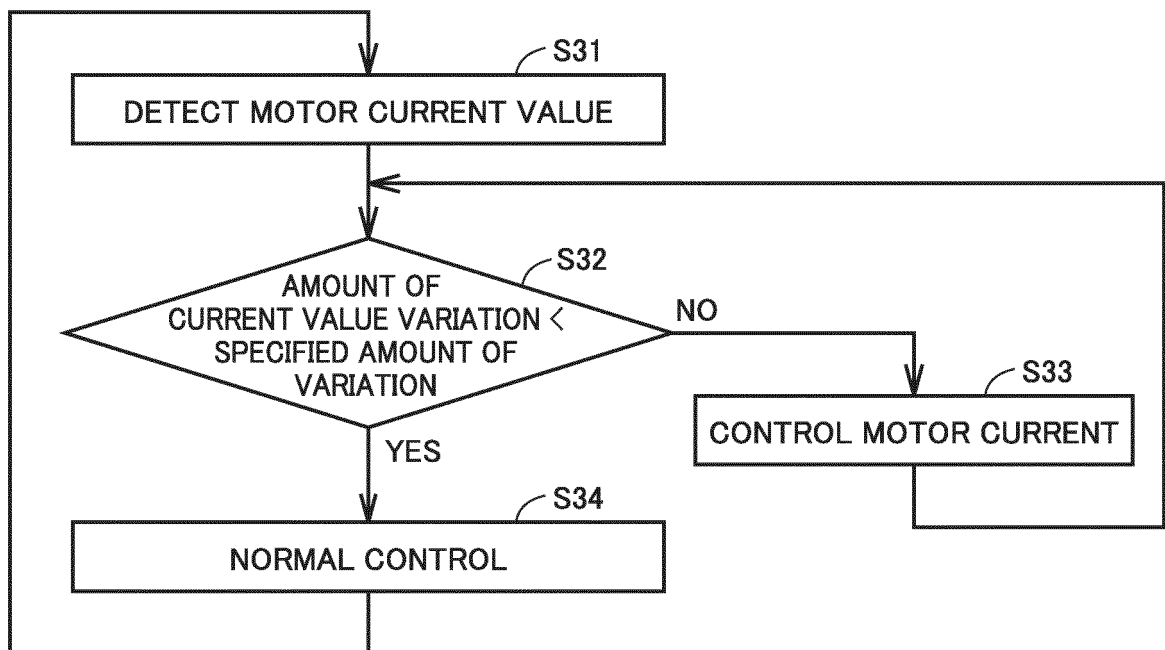 S31
DETECT MOTOR CURRENT VALUE
S32
AMOUNT OF
CURRENT VALUE VARIATION <
SPECIFIED AMOUNT OF
VARIATION
NO
S33
CONTROL MOTOR CURRENT
YES
S34
NORMAL CONTROL